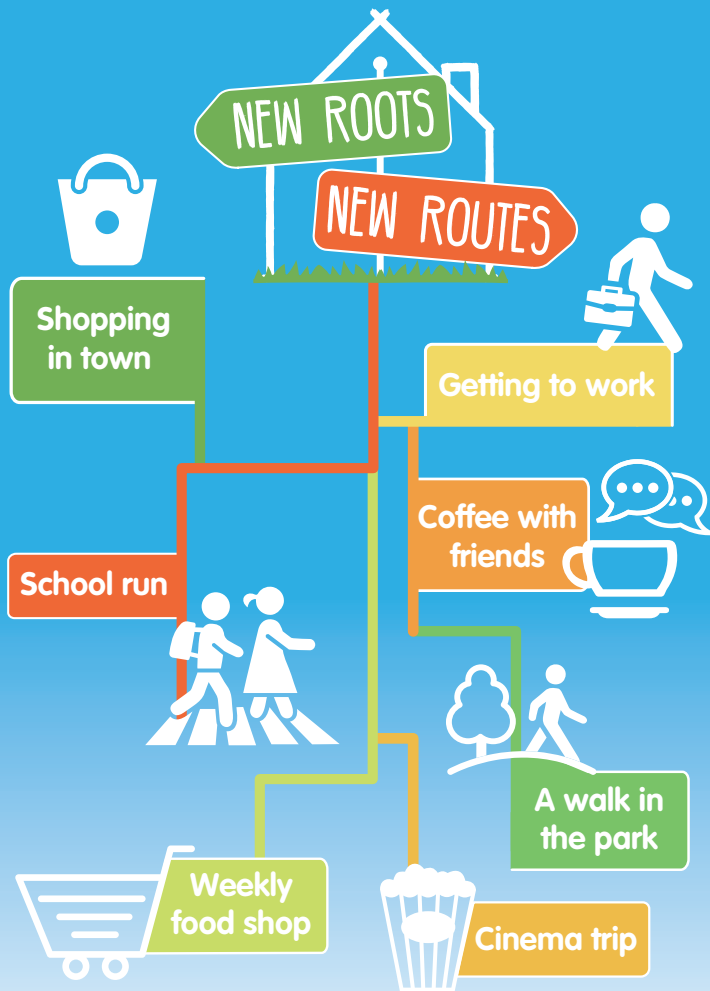 NEW ROOTS
NEW ROUTES
Shopping
in town
Getting to work
Coffee with
friends
School run
A walk in
the park
Weekly
food shop
Cinema trip